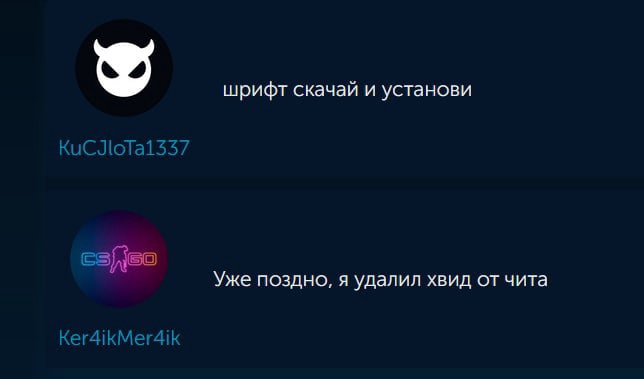 шрифт скачай и установи
KuCJloTa1337
CS GO
Уже поздно, я удалил хвид от чита
Ker4ikMer4ik